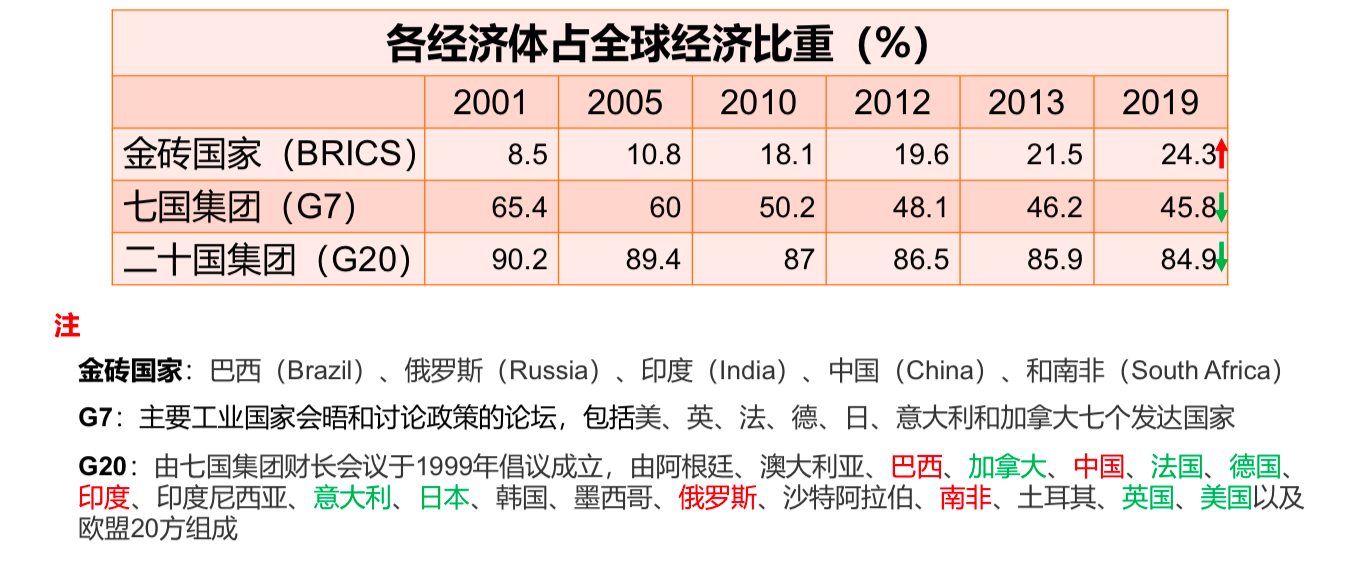 各经济体占全球经济比重（%）
2001 2005 2010 2012 2013 2019
金砖国家（BRICS） 8.5 10.8 18.1 19.6 21.5 24.3
七国集团（G7） 65.4 60 50.2 48.1 46.2 45.8
二十国集团（G20） 90.2 89.4 87 86.5 85.9 84.9
注
金砖国家：巴西（Brazil）、俄罗斯（Russia）、印度（India）、中国（China）、和南非（South Africa）
G7：主要工业国家会晤和讨论政策的论坛，包括美、英、法、德、日、意大利和加拿大七个发达国家
G20：由七国集团财长会议于1999年倡议成立，由阿根廷、澳大利亚、巴西、加拿大、中国、法国、德国、
印度、印度尼西亚、意大利、日本、韩国、墨西哥、俄罗斯、沙特阿拉伯、南非、土耳其、英国、美国以及
欧盟20方组成